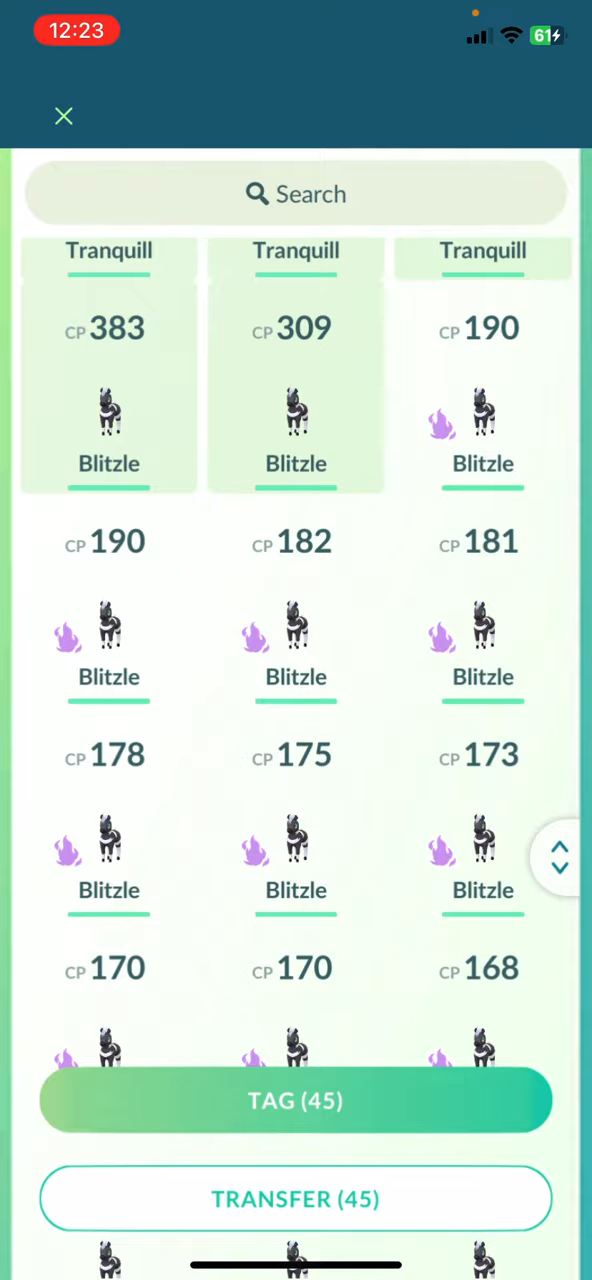 12:23
61
Search
Tranquill Tranquill Tranquill
CP 383 CP 309 CP 190
Blitzle Blitzle Blitzle
CP 190 CP 182 CP 181
Blitzle Blitzle Blitzle
CP 178 CP 175 CP 173
Blitzle Blitzle Blitzle
CP 170 CP 170 CP 168
TAG (45)
TRANSFER (45)